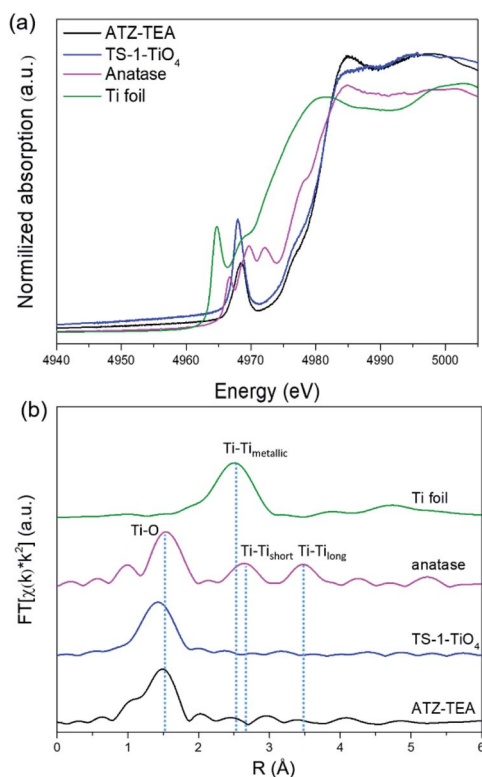 (a)
ATZ-TEA
TS-1-TiO4
Anatase
Ti foil
Normilized absorption (a.u.)
4940 4950 4960 4970 4980 4990 5000
Energy (eV)
(b)
Ti-Timetallic
Ti foil
Ti-O
Ti-Tishort Ti-Tilong
anatase
TS-1-TiO4
ATZ-TEA
FT[χ(k)*k2] (a.u.)
0 1 2 3 4 5 6
R (Å)